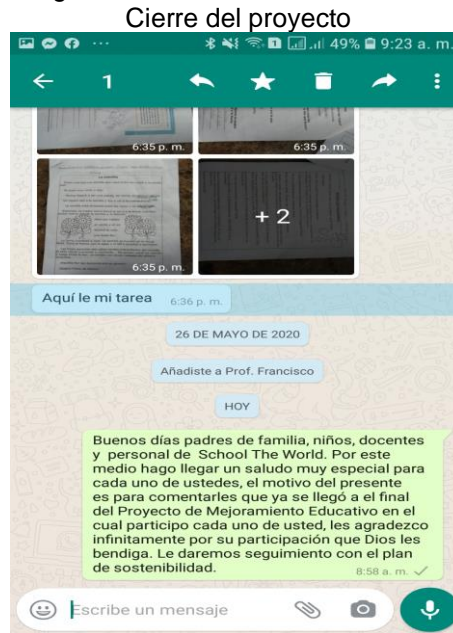 Cierre del proyecto
49% 9:23 a. m.
1
6:35 p. m.
6:35 p. m.
6:35 p. m.
+ 2
Aquí le mi tarea 6:36 p. m.
26 DE MAYO DE 2020
Añadiste a Prof. Francisco
HOY
Buenos días padres de familia, niños, docentes
y personal de School The World. Por este
medio hago llegar un saludo muy especial para
cada uno de ustedes, el motivo del presente
es para comentarles que ya se llegó a el final
del Proyecto de Mejoramiento Educativo en el
cual participo cada uno de usted, les agradezco
infinitamente por su participación que Dios les
bendiga. Le daremos seguimiento con el plan
de sostenibilidad. 8:58 a. m.
Escribe un mensaje